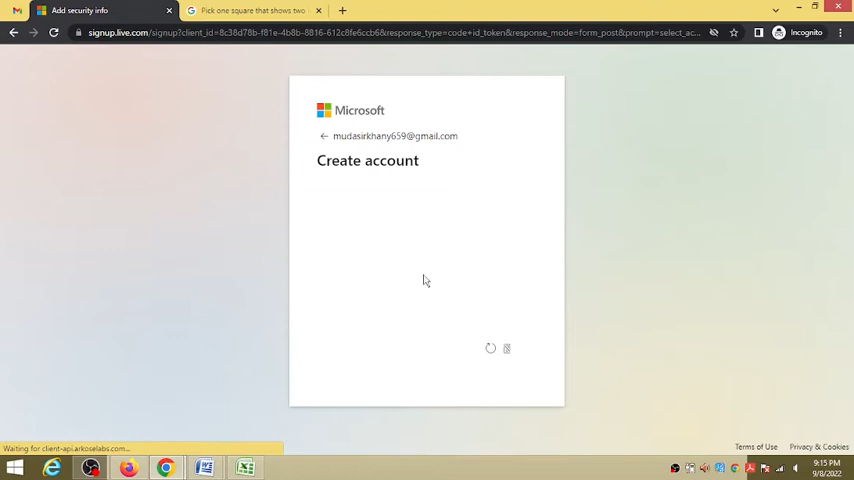 Add security info
Pick one square that shows two
signup.live.com/signup?client_id=8c38d78b-f81e-4b8b-8816-612c8fe6ccb6&response_type=code+id_token&response_mode=form_post&prompt=select_ac...
Incognito
Microsoft
← mudasirkhany659@gmail.com
Create account
Terms of Use
Privacy & Cookies
Waiting for client-api.arkoselabs.com...
9:15 PM
9/8/2022